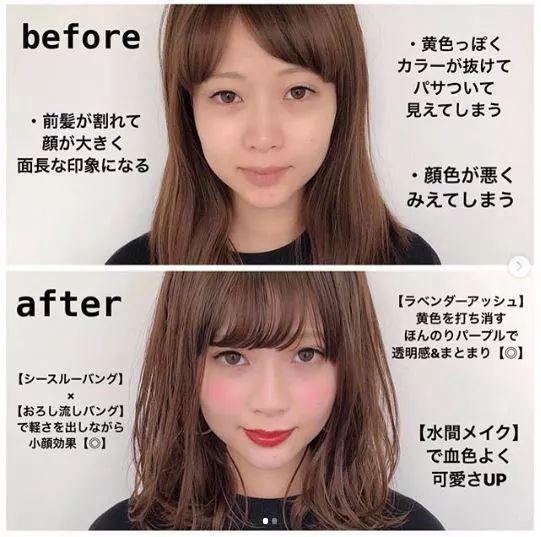 before
・黄色っぽく
カラーが抜けて
パサついて
見えてしまう
・前髪が割れて
顔が大きく
面長な印象になる
・顔色が悪く
みえてしまう
after
【ラベンダーアッシュ】
黄色を打ち消す
ほんのりパープルで
透明感&まとまり【◎】
【シースルーバング】
×
【おろし流しバング】
で軽さを出しながら
小顔効果【◎】
【水間メイク】
で血色よく
可愛さUP